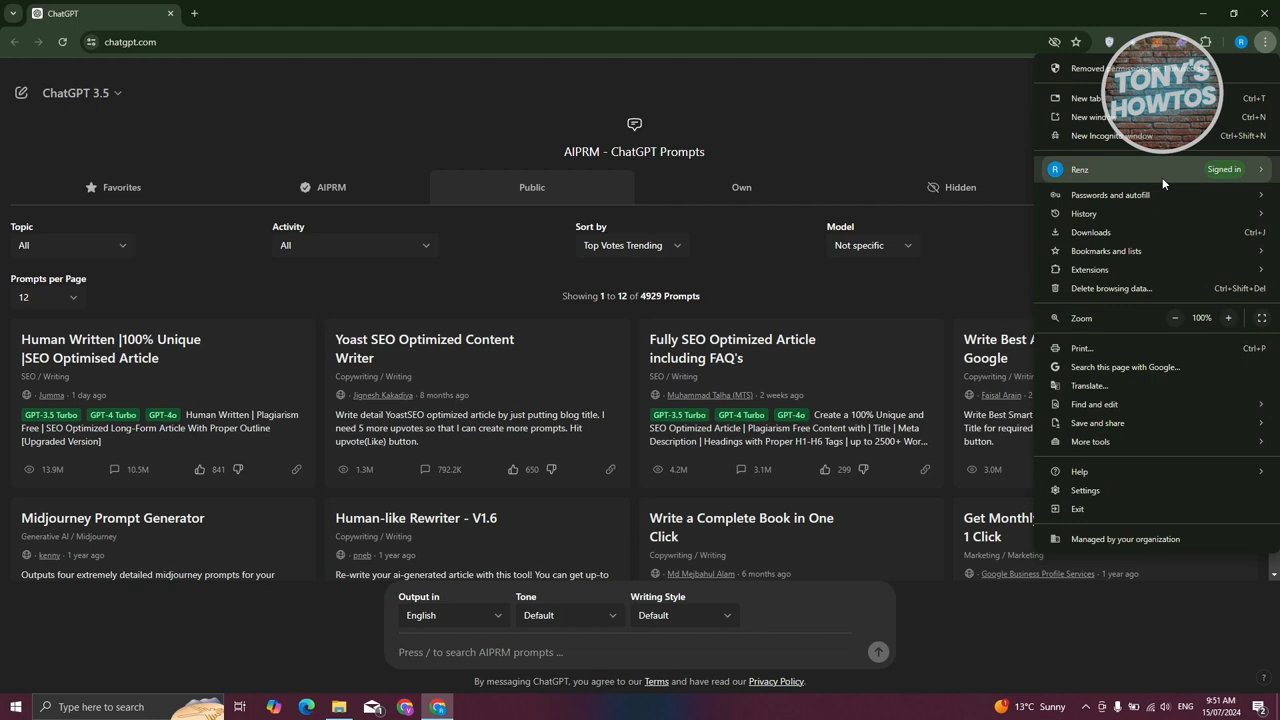 ChatGPT
chatgpt.com
R
ChatGPT 3.5
AIPRM - ChatGPT Prompts
Favorites
AIPRM
Public
Own
Hidden
Topic
Activity
Sort by
Model
All
All
Top Votes Trending
Not specific
Prompts per Page
12
Showing 1 to 12 of 4929 Prompts
Human Written |100% Unique
|SEO Optimised Article
SEO / Writing
· Jumma · 1 day ago
GPT-3.5 Turbo GPT-4 Turbo GPT-4o Human Written | Plagiarism
Free | SEO Optimized Long-Form Article With Proper Outline
[Upgraded Version]
13.9M 10.5M 841
Yoast SEO Optimized Content
Writer
Copywriting / Writing
· Jignesh Kakadiya · 8 months ago
Write detail YoastSEO optimized article by just putting blog title. I
need 5 more upvotes so that I can create more prompts. Hit
upvote(Like) button.
1.3M 792.2K 650
Fully SEO Optimized Article
including FAQ's
SEO / Writing
· Muhammad Talha (MTS) · 2 weeks ago
GPT-3.5 Turbo GPT-4 Turbo GPT-4o Create a 100% Unique and
SEO Optimized Article | Plagiarism Free Content with | Title | Meta
Description | Headings with Proper H1-H6 Tags | up to 2500+ Wor...
4.2M 3.1M 299
Write Best
Google
Copywriting / Writing
· Faisal Arain · 2
Write Best Smart
Title for required
button.
3.0M
Midjourney Prompt Generator
Generative AI / Midjourney
· kenny · 1 year ago
Outputs four extremely detailed midjourney prompts for your
Human-like Rewriter - V1.6
Copywriting / Writing
· pneb · 1 year ago
Re-write your ai-generated article with this tool! You can get up-to
Write a Complete Book in One
Click
Copywriting / Writing
· Md Mejbahul Alam · 6 months ago
Get Monthly
1 Click
Marketing / Marketing
· Google Business Profile Services · 1 year ago
Output in
Tone
Writing Style
English
Default
Default
Press / to search AIPRM prompts ...
By messaging ChatGPT, you agree to our Terms and have read our Privacy Policy.
TONY'S
HOWTOS
Removed
New tab Ctrl+T
New window Ctrl+N
New Incognito window Ctrl+Shift+N
R Renz Signed in
Passwords and autofill
History
Downloads Ctrl+J
Bookmarks and lists
Extensions
Delete browsing data... Ctrl+Shift+Del
Zoom − 100% +
Print... Ctrl+P
Search this page with Google...
Translate...
Find and edit
Save and share
More tools
Help
Settings
Exit
Managed by your organization
?
Type here to search
13°C Sunny
ENG
9:51 AM
15/07/2024